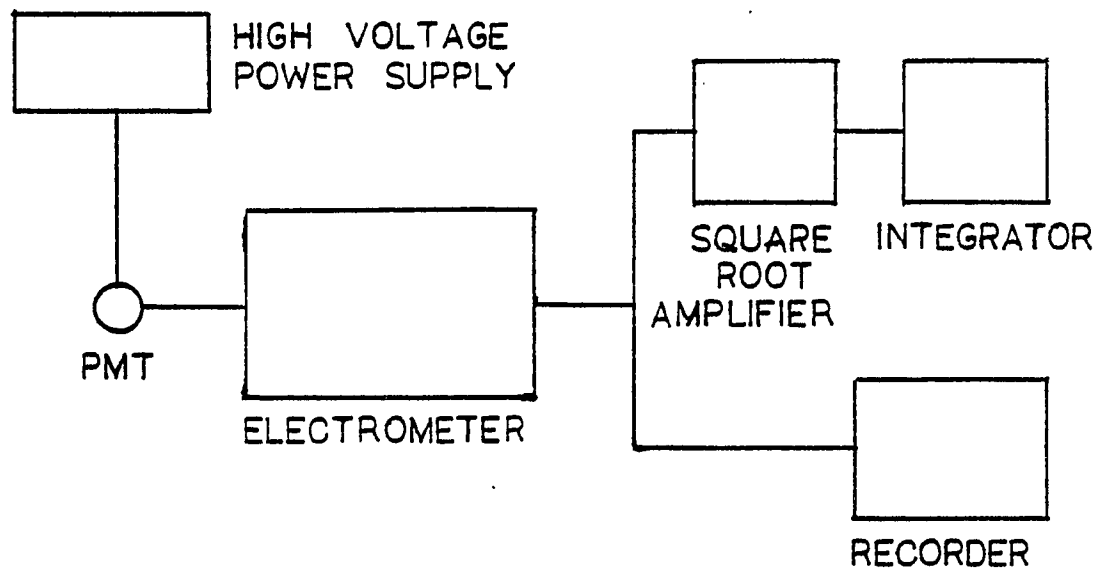 HIGH VOLTAGE
POWER SUPPLY
SQUARE
ROOT
AMPLIFIER
INTEGRATOR
PMT
ELECTROMETER
RECORDER